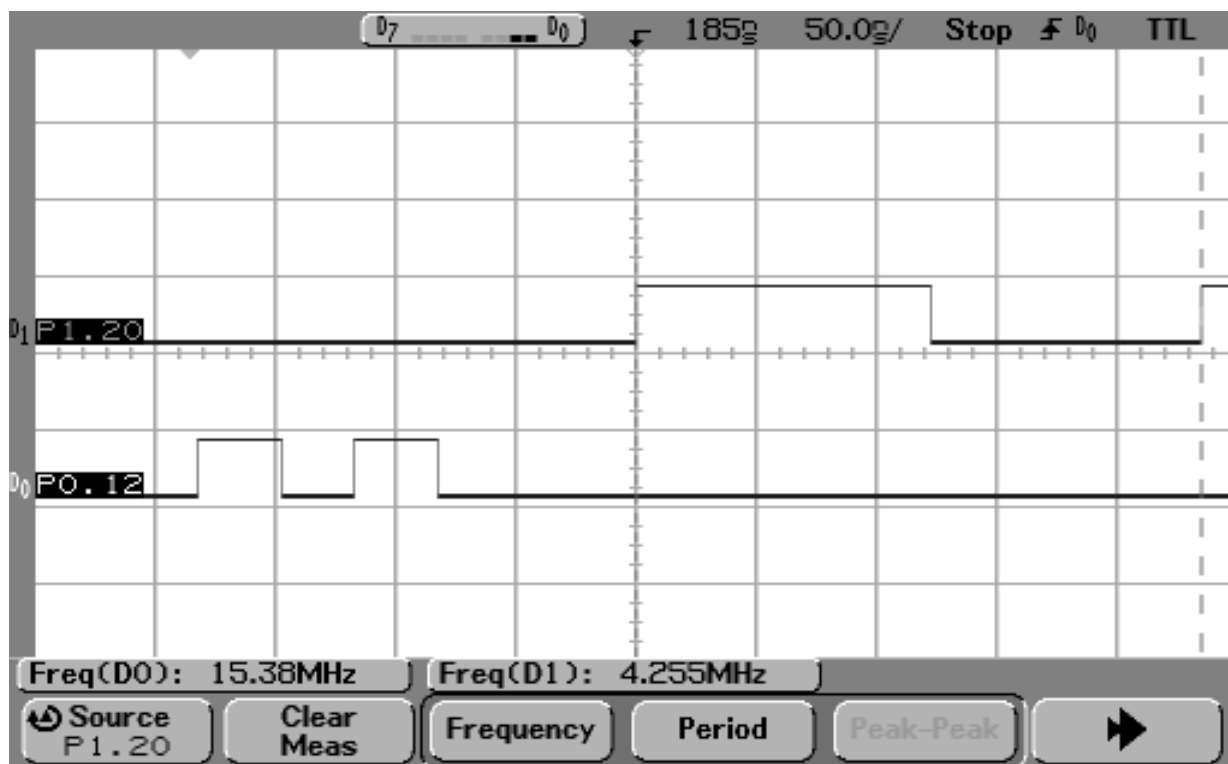 D7 D0 185ns 50.0ns/ Stop D0 TTL
D1 P1.20
D0 P0.12
Freq(D0): 15.38MHz Freq(D1): 4.255MHz
Source P1.20 Clear Meas Frequency Period Peak-Peak